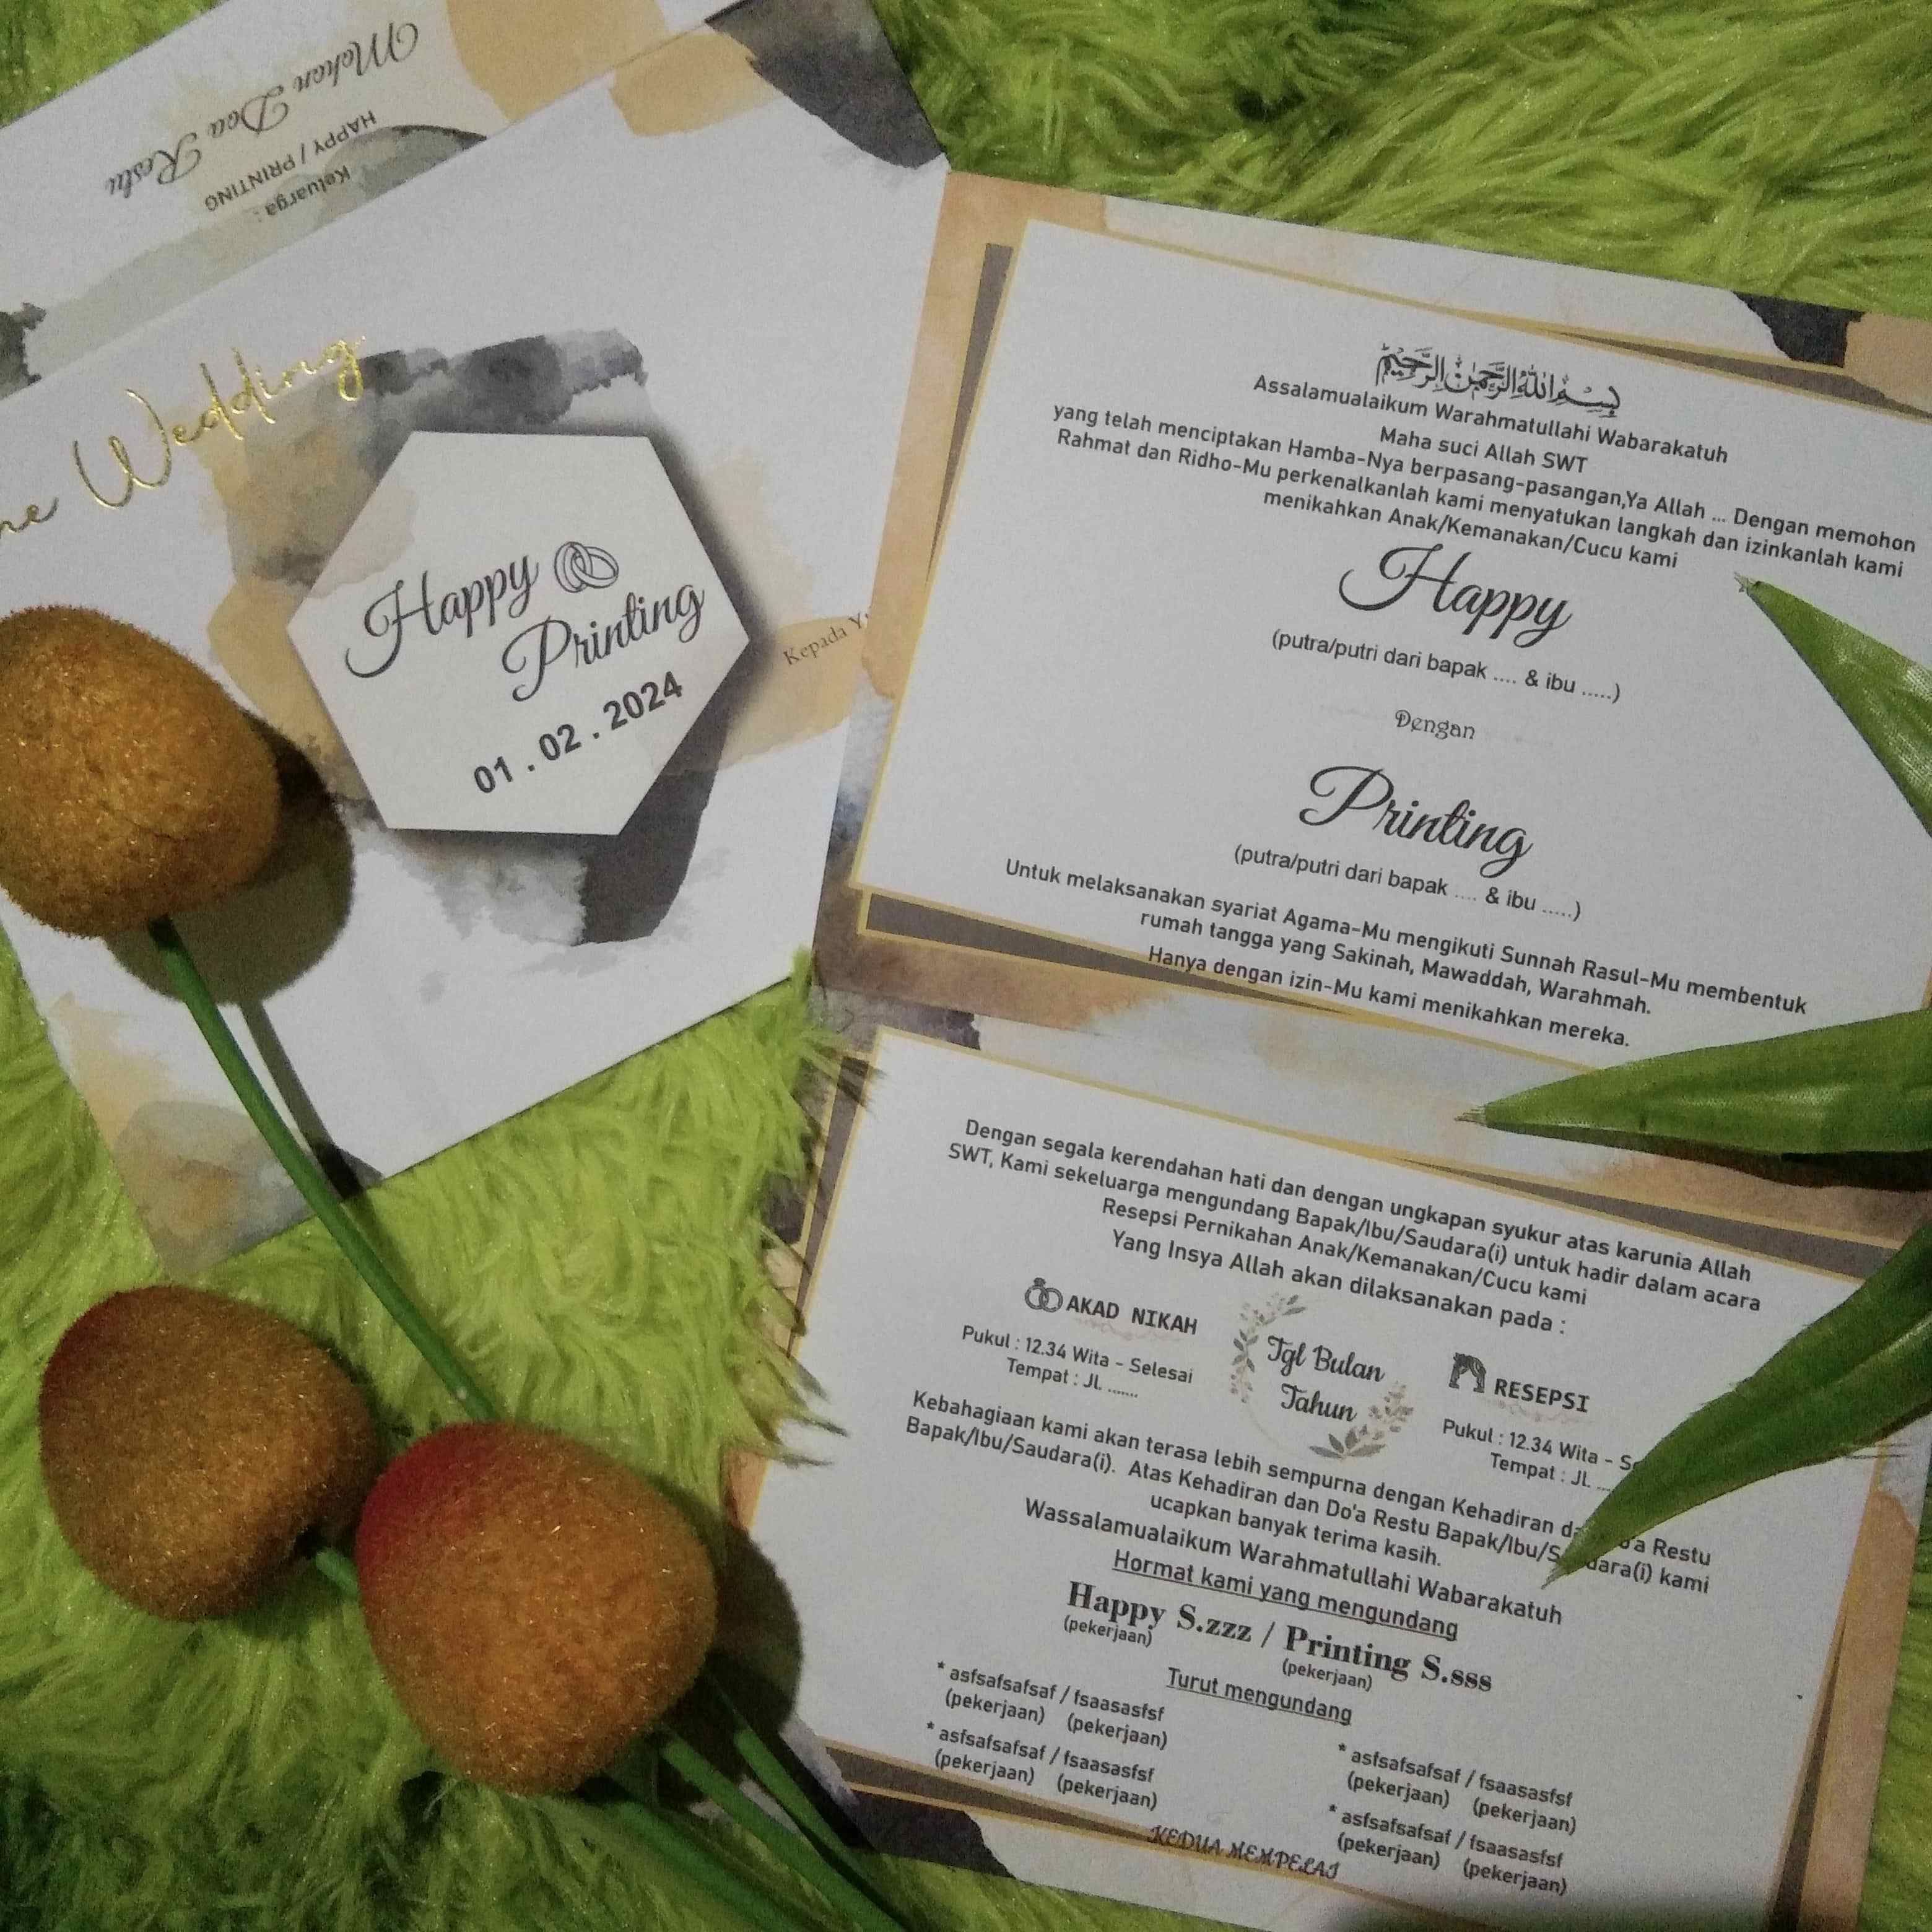 Mohon Doa Restu
HAPPY / PRINTING
Keluarga :
Wedding
Happy
Printing
01 . 02 . 2024
Kepada
بسم الله الرحمن الرحيم
Assalamualaikum Warahmatullahi Wabarakatuh
Maha suci Allah SWT
yang telah menciptakan Hamba-Nya berpasang-pasangan,Ya Allah ... Dengan memohon
Rahmat dan Ridho-Mu perkenalkanlah kami menyatukan langkah dan izinkanlah kami
menikahkan Anak/Kemanakan/Cucu kami
Happy
(putra/putri dari bapak .... & ibu .....)
Dengan
Printing
(putra/putri dari bapak .... & ibu .....)
Untuk melaksanakan syariat Agama-Mu mengikuti Sunnah Rasul-Mu membentuk
rumah tangga yang Sakinah, Mawaddah, Warahmah.
Hanya dengan izin-Mu kami menikahkan mereka.
Dengan segala kerendahan hati dan dengan ungkapan syukur atas karunia Allah
SWT, Kami sekeluarga mengundang Bapak/Ibu/Saudara(i) untuk hadir dalam acara
Resepsi Pernikahan Anak/Kemanakan/Cucu kami
Yang Insya Allah akan dilaksanakan pada :
AKAD NIKAH
Pukul : 12.34 Wita - Selesai
Tempat : Jl. .......
Tgl Bulan
Tahun
RESEPSI
Pukul : 12.34 Wita -
Tempat : JL ...
Kebahagiaan kami akan terasa lebih sempurna dengan Kehadiran Restu
Bapak/Ibu/Saudara(i). Atas Kehadiran dan Do'a Restu Bapak/Ibu/Saudara(i) kami
ucapkan banyak terima kasih.
Wassalamualaikum Warahmatullahi Wabarakatuh
Hormat kami yang mengundang
Happy S.zzz / Printing S.sss
(pekerjaan) (pekerjaan)
Turut mengundang
* asfsafsafsaf / fsaasasfsf
(pekerjaan) (pekerjaan)
* asfsafsafsaf / fsaasasfsf
(pekerjaan) (pekerjaan)
* asfsafsafsaf / fsaasasfsf
(pekerjaan) (pekerjaan)
* asfsafsafsaf / fsaasasfsf
(pekerjaan) (pekerjaan)
KEDUA MEMPELAI